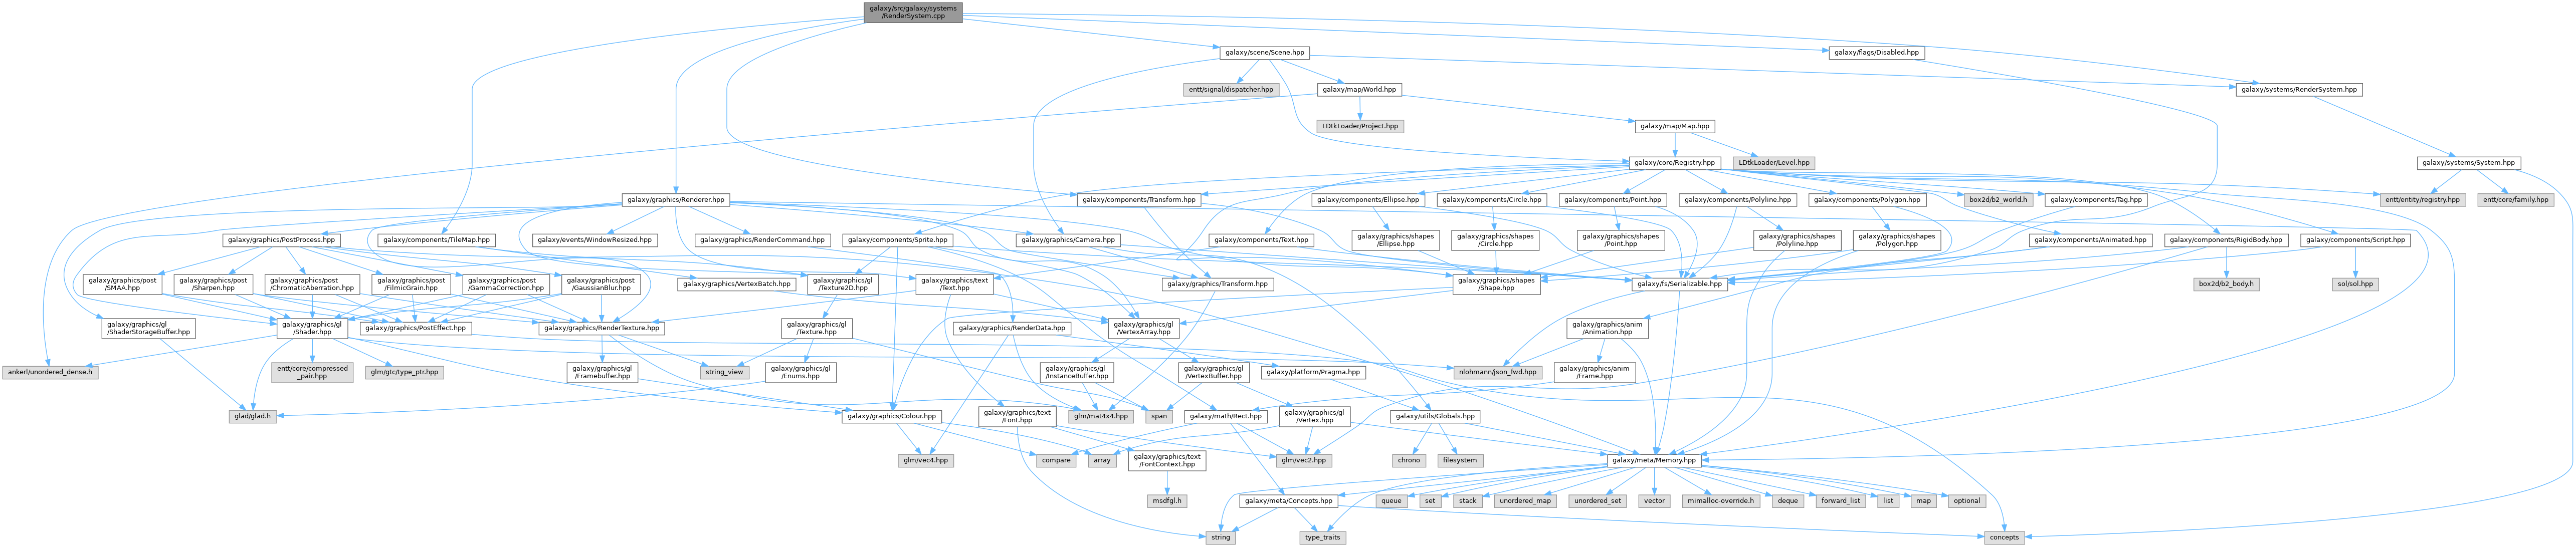 galaxy/src/galaxy/systems
/RenderSystem.cpp
galaxy/scene/Scene.hpp
galaxy/flags/Disabled.hpp
entt/signal/dispatcher.hpp
galaxy/map/World.hpp
galaxy/systems/RenderSystem.hpp
LDtkLoader/Project.hpp
galaxy/map/Map.hpp
galaxy/core/Registry.hpp
LDtkLoader/Level.hpp
galaxy/systems/System.hpp
galaxy/graphics/Renderer.hpp
galaxy/components/Transform.hpp
galaxy/components/Ellipse.hpp
galaxy/components/Circle.hpp
galaxy/components/Point.hpp
galaxy/components/Polyline.hpp
galaxy/components/Polygon.hpp
box2d/b2_world.h
galaxy/components/Tag.hpp
entt/entity/registry.hpp
entt/core/family.hpp
galaxy/graphics/PostProcess.hpp
galaxy/components/TileMap.hpp
galaxy/events/WindowResized.hpp
galaxy/graphics/RenderCommand.hpp
galaxy/components/Sprite.hpp
galaxy/graphics/Camera.hpp
galaxy/components/Text.hpp
galaxy/graphics/shapes
/Ellipse.hpp
galaxy/graphics/shapes
/Circle.hpp
galaxy/graphics/shapes
/Point.hpp
galaxy/graphics/shapes
/Polyline.hpp
galaxy/graphics/shapes
/Polygon.hpp
galaxy/components/Animated.hpp
galaxy/components/RigidBody.hpp
galaxy/components/Script.hpp
galaxy/graphics/post
/SMAA.hpp
galaxy/graphics/post
/Sharpen.hpp
galaxy/graphics/post
/ChromaticAberration.hpp
galaxy/graphics/post
/FilmicGrain.hpp
galaxy/graphics/post
/GammaCorrection.hpp
galaxy/graphics/post
/GaussianBlur.hpp
galaxy/graphics/VertexBatch.hpp
galaxy/graphics/gl
/Texture2D.hpp
galaxy/graphics/text
/Text.hpp
galaxy/graphics/Transform.hpp
galaxy/graphics/shapes
/Shape.hpp
galaxy/fs/Serializable.hpp
box2d/b2_body.h
sol/sol.hpp
galaxy/graphics/gl
/ShaderStorageBuffer.hpp
galaxy/graphics/gl
/Shader.hpp
galaxy/graphics/PostEffect.hpp
galaxy/graphics/RenderTexture.hpp
galaxy/graphics/gl
/Texture.hpp
galaxy/graphics/RenderData.hpp
galaxy/graphics/gl
/VertexArray.hpp
galaxy/graphics/anim
/Animation.hpp
ankerl/unordered_dense.h
entt/core/compressed
_pair.hpp
glm/gtc/type_ptr.hpp
galaxy/graphics/gl
/Framebuffer.hpp
string_view
galaxy/graphics/gl
/Enums.hpp
galaxy/graphics/gl
/InstanceBuffer.hpp
galaxy/graphics/gl
/VertexBuffer.hpp
galaxy/platform/Pragma.hpp
nlohmann/json_fwd.hpp
galaxy/graphics/anim
/Frame.hpp
glad/glad.h
galaxy/graphics/Colour.hpp
galaxy/graphics/text
/Font.hpp
glm/mat4x4.hpp
span
galaxy/math/Rect.hpp
galaxy/graphics/gl
/Vertex.hpp
galaxy/utils/Globals.hpp
glm/vec4.hpp
compare
array
galaxy/graphics/text
/FontContext.hpp
glm/vec2.hpp
chrono
filesystem
galaxy/meta/Memory.hpp
msdfgl.h
galaxy/meta/Concepts.hpp
queue
set
stack
unordered_map
unordered_set
vector
mimalloc-override.h
deque
forward_list
list
map
optional
string
type_traits
concepts